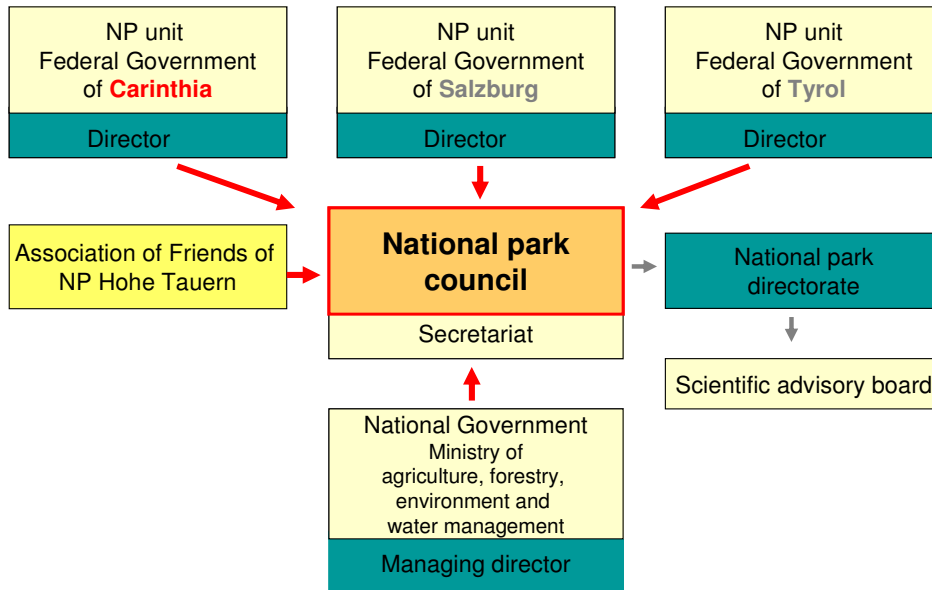 NP unit
Federal Government
of Carinthia
Director
NP unit
Federal Government
of Salzburg
Director
NP unit
Federal Government
of Tyrol
Director
Association of Friends of
NP Hohe Tauern
National park
council
Secretariat
National park
directorate
Scientific advisory board
National Government
Ministry of
agriculture, forestry,
environment and
water management
Managing director